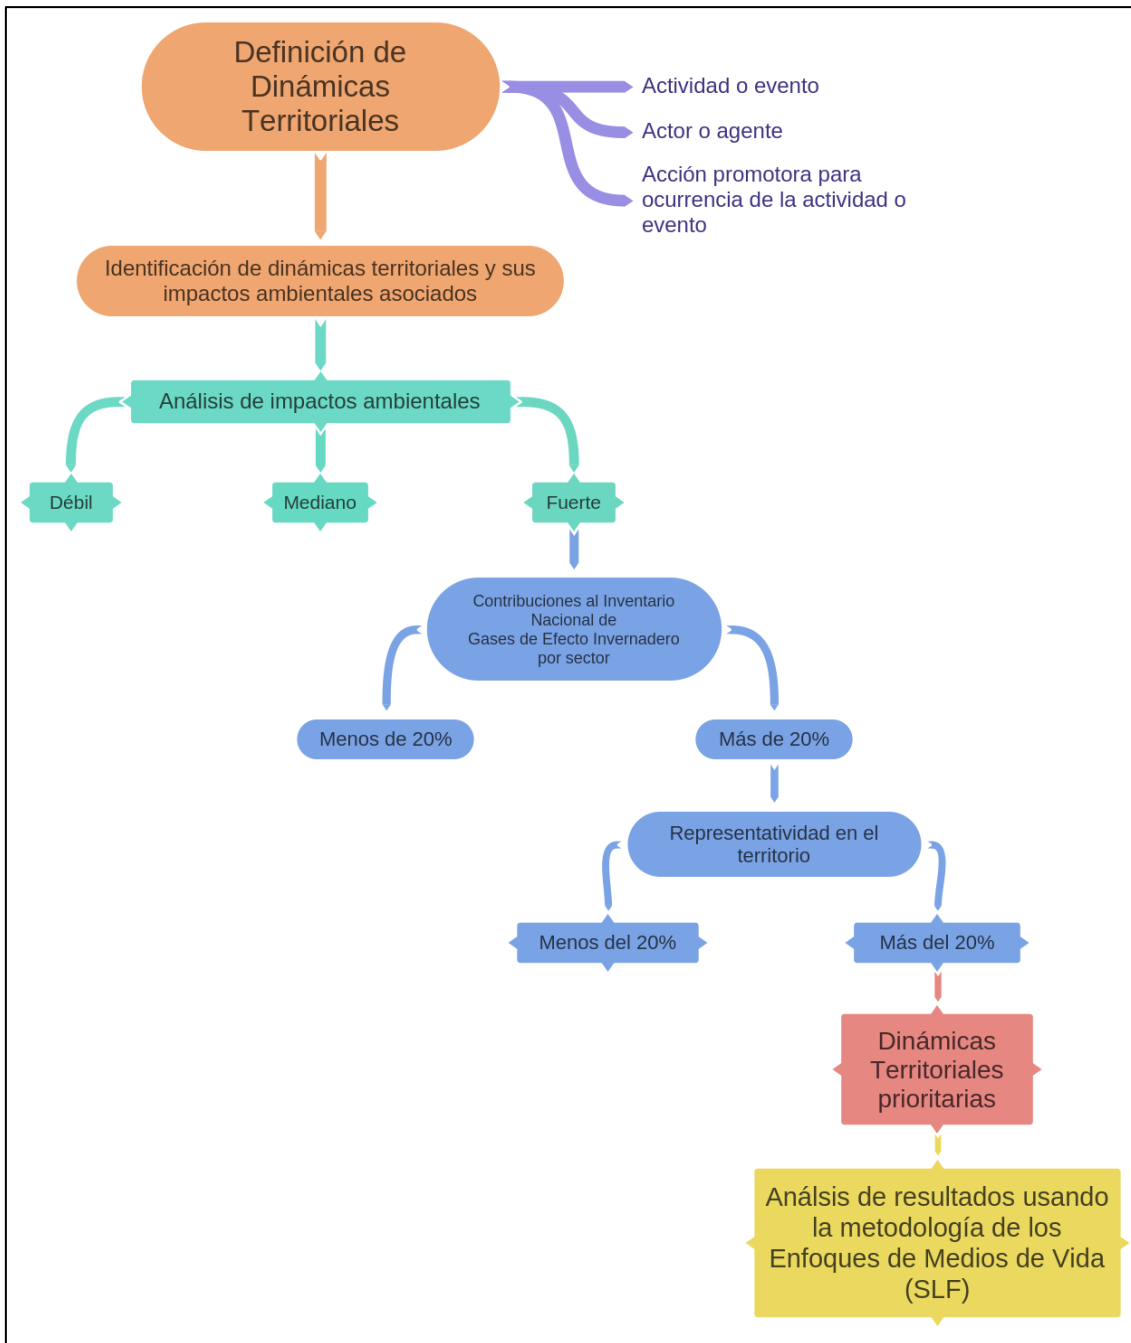 Definición de
Dinámicas
Territoriales
Actividad o evento
Actor o agente
Acción promotora para
ocurrencia de la actividad o
evento
Identificación de dinámicas territoriales y sus
impactos ambientales asociados
Análisis de impactos ambientales
Débil
Mediano
Fuerte
Contribuciones al Inventario
Nacional de
Gases de Efecto Invernadero
por sector
Menos de 20%
Más de 20%
Representatividad en el
territorio
Menos del 20%
Más del 20%
Dinámicas
Territoriales
prioritarias
Análsis de resultados usando
la metodología de los
Enfoques de Medios de Vida
(SLF)